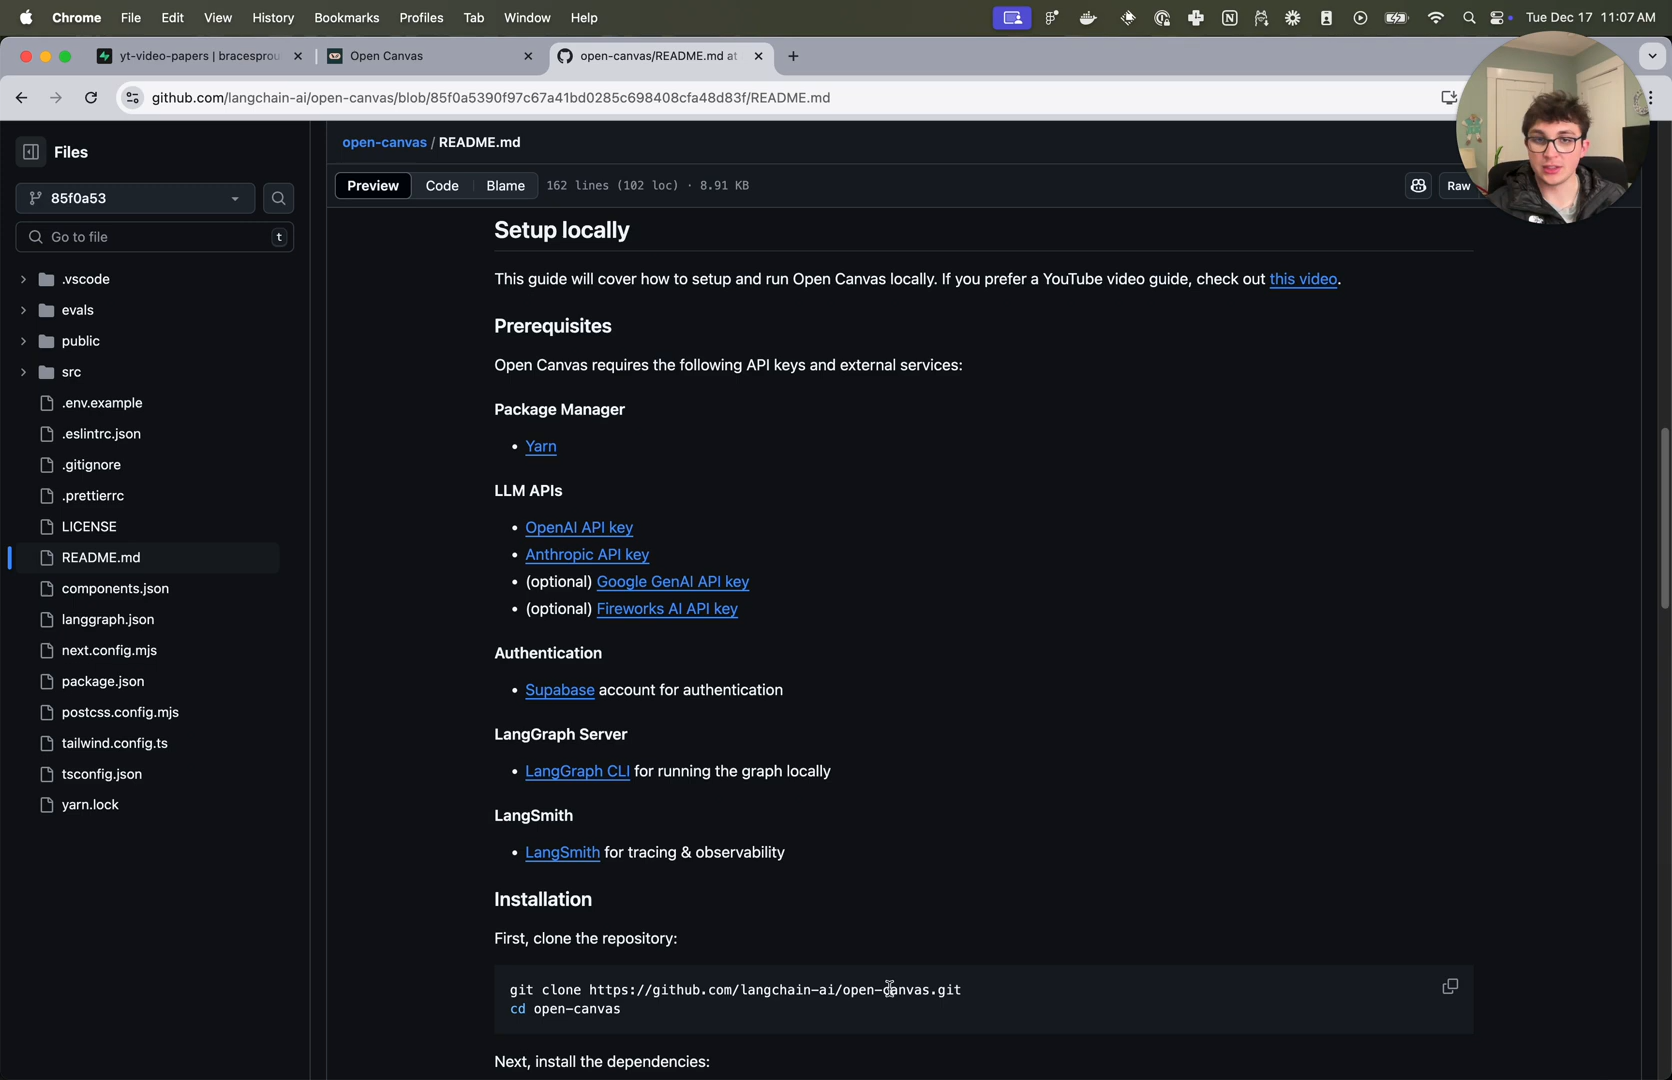 Chrome File Edit View History Bookmarks Profiles Tab Window Help Tue Dec 17 11:07 AM
yt-video-papers | bracesprou
Open Canvas
open-canvas/README.md at
github.com/langchain-ai/open-canvas/blob/85f0a5390f97c67a41bd0285c698408cfa48d83f/README.md
Files
85f0a53
Go to file t
.vscode
evals
public
src
.env.example
.eslintrc.json
.gitignore
.prettierrc
LICENSE
README.md
components.json
langgraph.json
next.config.mjs
package.json
postcss.config.mjs
tailwind.config.ts
tsconfig.json
yarn.lock
open-canvas / README.md
Preview Code Blame 162 lines (102 loc) · 8.91 KB Raw
Setup locally
This guide will cover how to setup and run Open Canvas locally. If you prefer a YouTube video guide, check out this video.
Prerequisites
Open Canvas requires the following API keys and external services:
Package Manager
• Yarn
LLM APIs
• OpenAI API key
• Anthropic API key
• (optional) Google GenAI API key
• (optional) Fireworks AI API key
Authentication
• Supabase account for authentication
LangGraph Server
• LangGraph CLI for running the graph locally
LangSmith
• LangSmith for tracing & observability
Installation
First, clone the repository:
git clone https://github.com/langchain-ai/open-canvas.git
cd open-canvas
Next, install the dependencies: